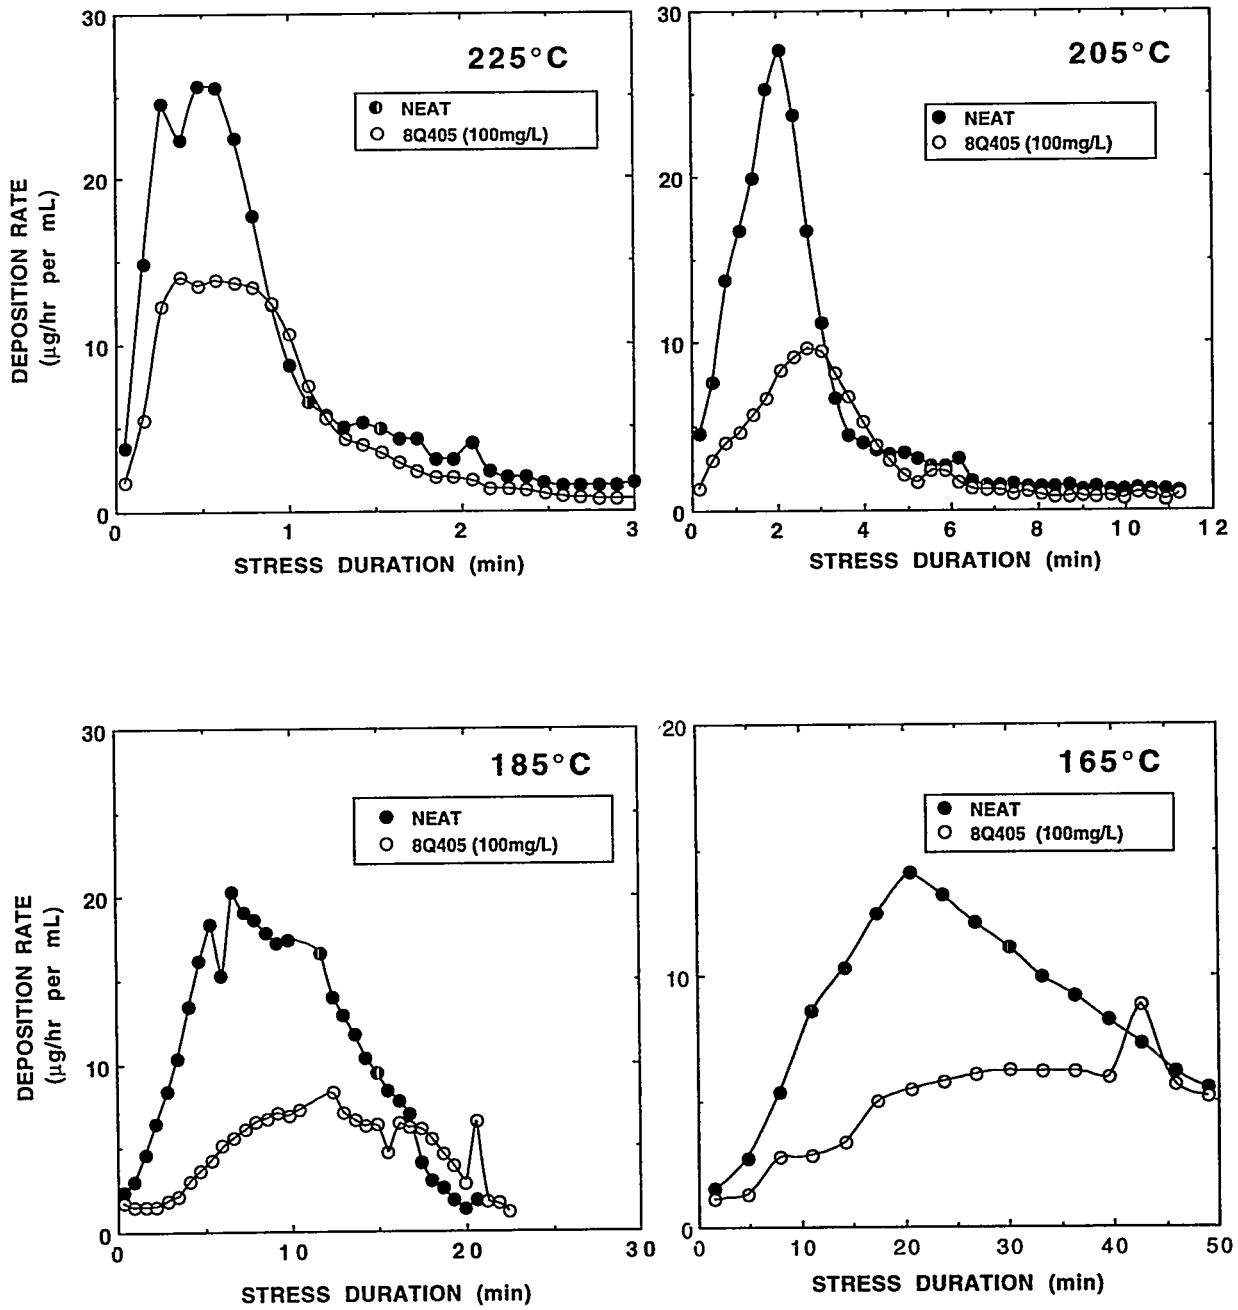 30
20
10
0
DEPOSITION RATE
(µg/hr per mL)
225°C
NEAT
8Q405 (100mg/L)
0 1 2 3
STRESS DURATION (min)
30
20
10
0
205°C
NEAT
8Q405 (100mg/L)
0 2 4 6 8 10 12
STRESS DURATION (min)
30
20
10
0
DEPOSITION RATE
(µg/hr per mL)
185°C
NEAT
8Q405 (100mg/L)
0 10 20 30
STRESS DURATION (min)
20
10
0
165°C
NEAT
8Q405 (100mg/L)
0 10 20 30 40 50
STRESS DURATION (min)